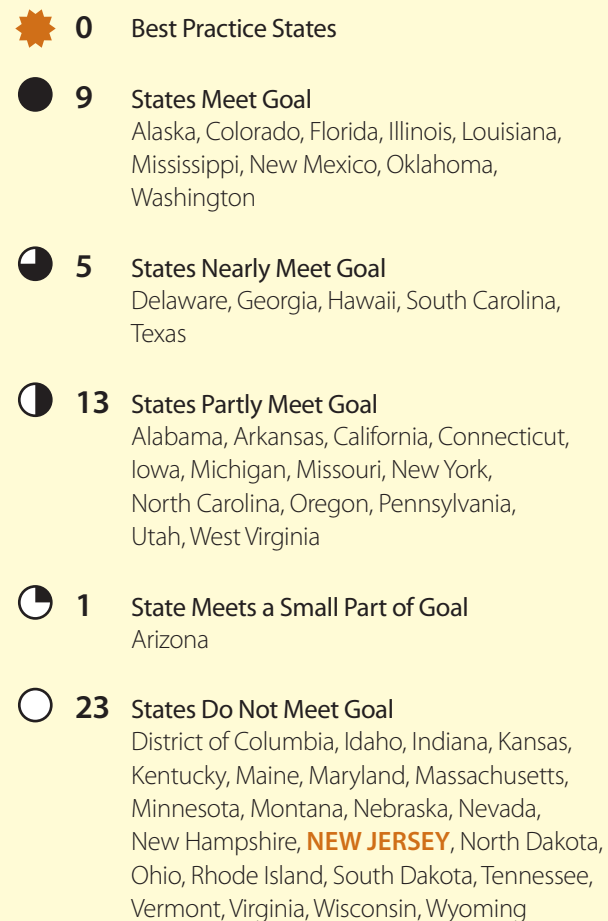 0 Best Practice States
9 States Meet Goal
Alaska, Colorado, Florida, Illinois, Louisiana,
Mississippi, New Mexico, Oklahoma,
Washington
5 States Nearly Meet Goal
Delaware, Georgia, Hawaii, South Carolina,
Texas
13 States Partly Meet Goal
Alabama, Arkansas, California, Connecticut,
Iowa, Michigan, Missouri, New York,
North Carolina, Oregon, Pennsylvania,
Utah, West Virginia
1 State Meets a Small Part of Goal
Arizona
23 States Do Not Meet Goal
District of Columbia, Idaho, Indiana, Kansas,
Kentucky, Maine, Maryland, Massachusetts,
Minnesota, Montana, Nebraska, Nevada,
New Hampshire, NEW JERSEY, North Dakota,
Ohio, Rhode Island, South Dakota, Tennessee,
Vermont, Virginia, Wisconsin, Wyoming